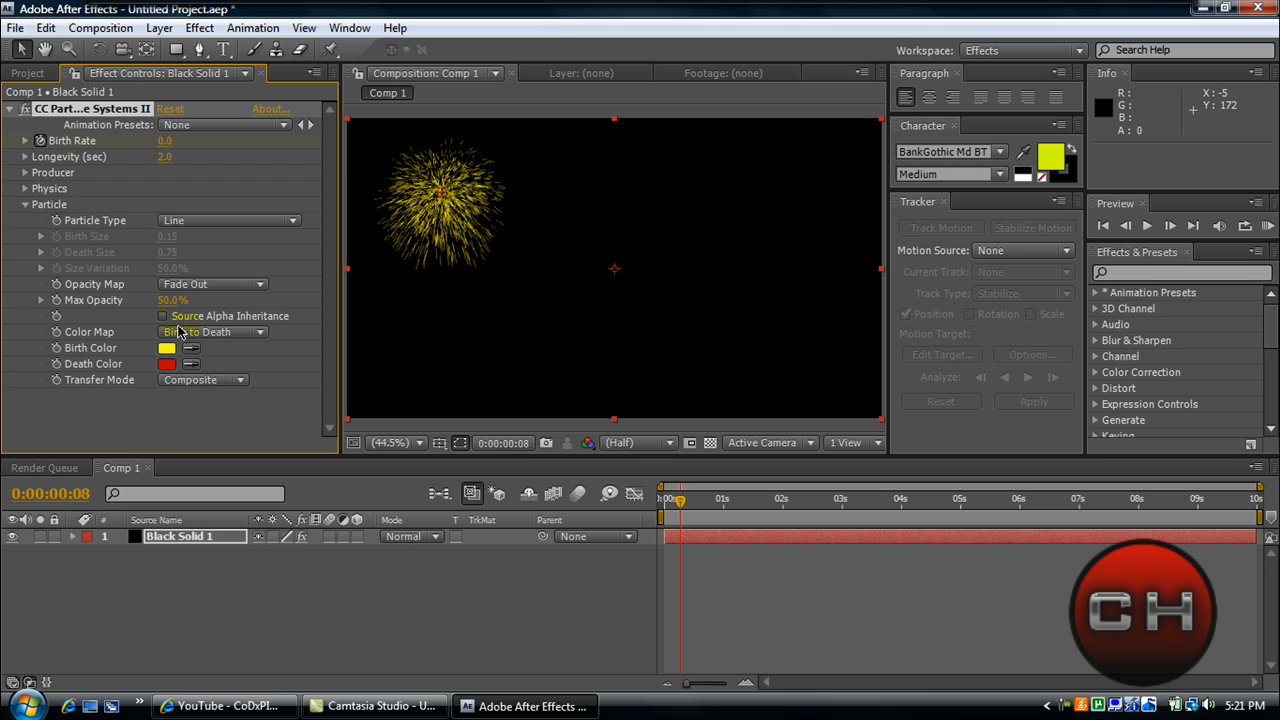 Adobe After Effects - Untitled Project.aep *
File Edit Composition Layer Effect Animation View Window Help
Workspace: Effects Search Help
Project Effect Controls: Black Solid 1 Composition: Comp 1 Layer: (none) Footage: (none) Paragraph Info
Comp 1 • Black Solid 1
Comp 1
CC Part...e Systems II Reset About...
Animation Presets: None
Birth Rate 0.0
Longevity (sec) 2.0
Producer
Physics
Particle
Particle Type Line
Birth Size 0.15
Death Size 0.75
Size Variation 50.0%
Opacity Map Fade Out
Max Opacity 50.0%
Source Alpha Inheritance
Color Map Birth to Death
Birth Color
Death Color
Transfer Mode Composite
(44.5%) 0:00:00:08 (Half) Active Camera 1 View
R: X: -5
G: Y: 172
B:
A: 0
Character
BankGothic Md BT
Medium
Tracker
Track Motion Stabilize Motion
Motion Source: None
Current Track: None
Track Type: Stabilize
Position Rotation Scale
Motion Target:
Edit Target... Options...
Analyze:
Reset Apply
Preview
Effects & Presets
* Animation Presets
3D Channel
Audio
Blur & Sharpen
Channel
Color Correction
Distort
Expression Controls
Generate
Keying
Render Queue Comp 1
0:00:00:08
:00s 01s 02s 03s 04s 05s 06s 07s 08s 09s 10s
# Source Name Mode T TrkMat Parent
1 Black Solid 1 Normal None
CH
YouTube - CoDxPI... Camtasia Studio - U... Adobe After Effects ... 5:21 PM